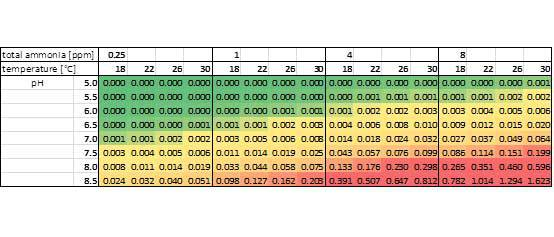 total ammonia [ppm] 0.25 1 4 8
temperature [°C] 18 22 26 30 18 22 26 30 18 22 26 30 18 22 26 30
pH 5.0 0.000 0.000 0.000 0.000 0.000 0.000 0.000 0.000 0.000 0.000 0.000 0.000 0.000 0.000 0.000 0.001
5.5 0.000 0.000 0.000 0.000 0.000 0.000 0.000 0.000 0.000 0.001 0.001 0.001 0.001 0.001 0.002 0.002
6.0 0.000 0.000 0.000 0.000 0.000 0.000 0.001 0.001 0.001 0.002 0.002 0.003 0.003 0.004 0.005 0.006
6.5 0.000 0.000 0.000 0.001 0.001 0.001 0.002 0.003 0.004 0.006 0.008 0.010 0.009 0.012 0.015 0.020
7.0 0.001 0.001 0.002 0.002 0.003 0.005 0.006 0.008 0.014 0.018 0.024 0.032 0.027 0.037 0.049 0.064
7.5 0.003 0.004 0.005 0.006 0.011 0.014 0.019 0.025 0.043 0.057 0.076 0.099 0.086 0.114 0.151 0.199
8.0 0.008 0.011 0.014 0.019 0.033 0.044 0.058 0.075 0.133 0.176 0.230 0.298 0.265 0.351 0.460 0.596
8.5 0.024 0.032 0.040 0.051 0.098 0.127 0.162 0.203 0.391 0.507 0.647 0.812 0.782 1.014 1.294 1.623